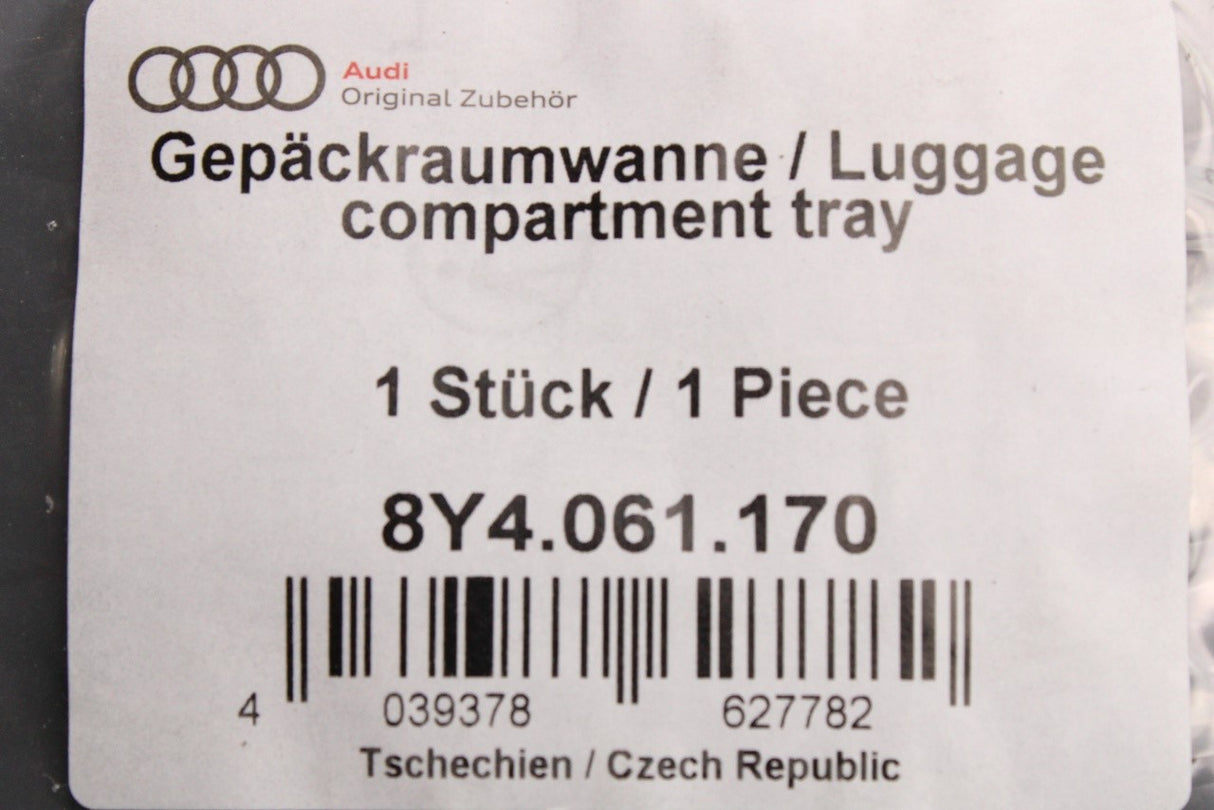 Audi
Original Zubehör
Gepäckraumwanne / Luggage
compartment tray
1 Stück / 1 Piece
8Y4.061.170
4 039378 627782
Tschechien / Czech Republic